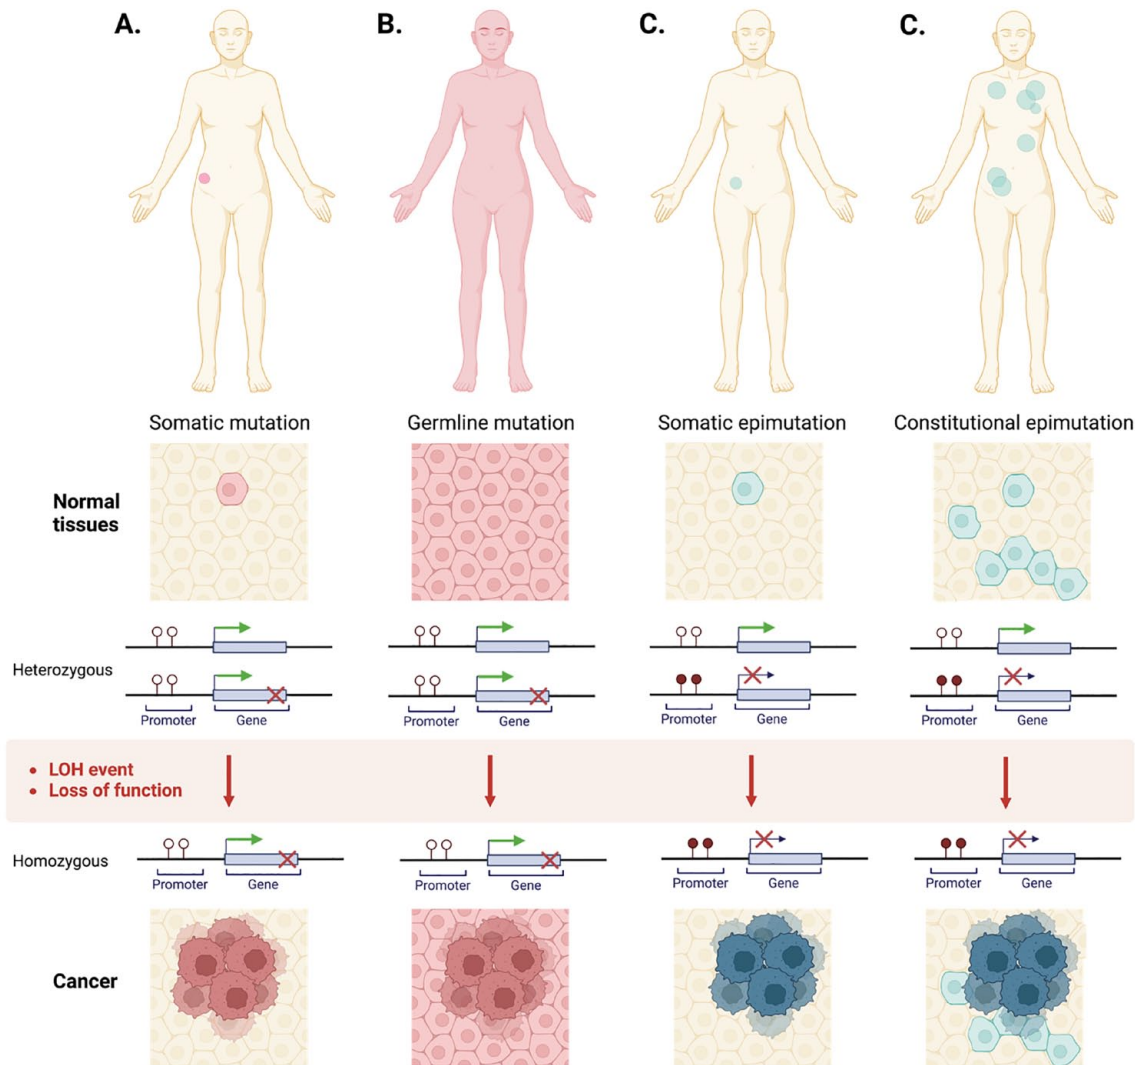 A.
B.
C.
C.
Somatic mutation
Germline mutation
Somatic epimutation
Constitutional epimutation
Normal
tissues
Heterozygous
Promoter
Gene
Promoter
Gene
Promoter
Gene
Promoter
Gene
• LOH event
• Loss of function
Homozygous
Promoter
Gene
Promoter
Gene
Promoter
Gene
Promoter
Gene
Cancer